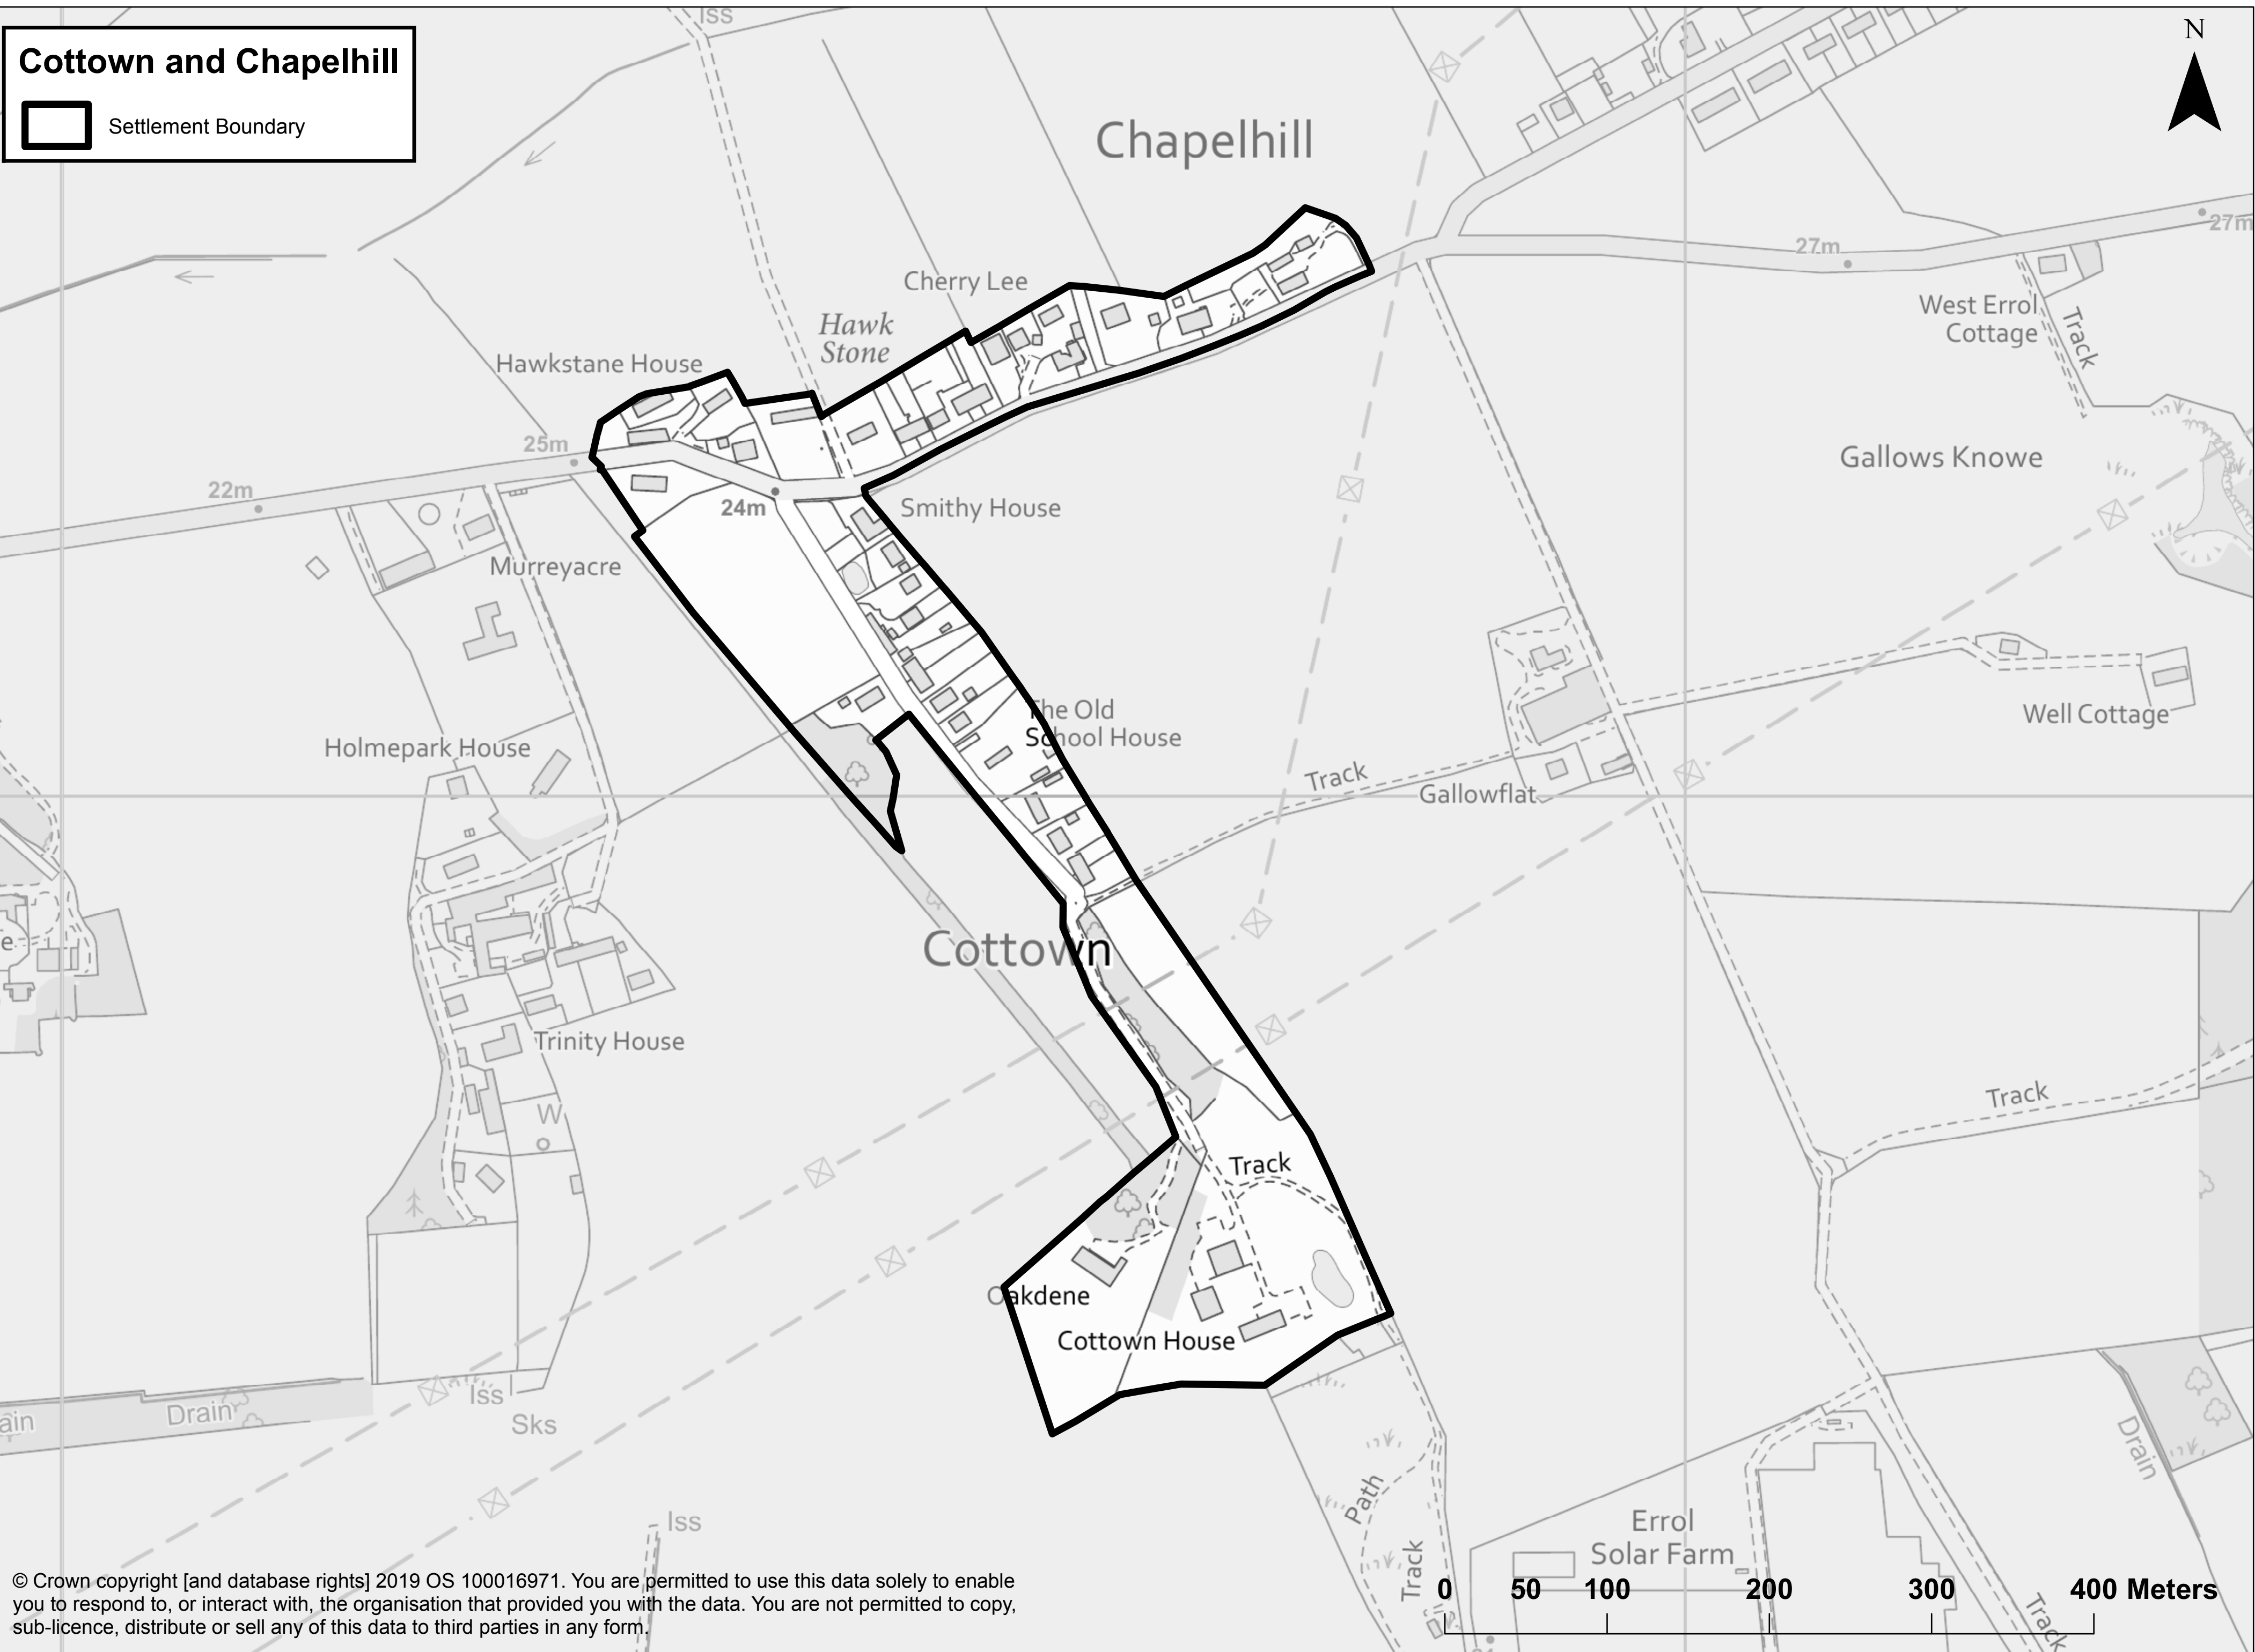 Iss
Cottown and Chapelhill
N
Settlement Boundary
Chapelhill
27m
27m
Cherry Lee
West Errol
Cottage
Track
Hawk
Stone
Hawkstane House
25m
Gallows Knowe
22m
24m
Smithy House
Murreyacre
The Old
School House
Well Cottage
Holmepark House
Track
Gallowflat
e
Cottown
Trinity House
Track
W
Track
Oakdene
Cottown House
Iss
Drain
ain
Sks
Drain
Path
Iss
Errol
Solar Farm
Track
Track
0 50 100 200 300 400 Meters
© Crown copyright [and database rights] 2019 OS 100016971. You are permitted to use this data solely to enable
you to respond to, or interact with, the organisation that provided you with the data. You are not permitted to copy,
sub-licence, distribute or sell any of this data to third parties in any form.